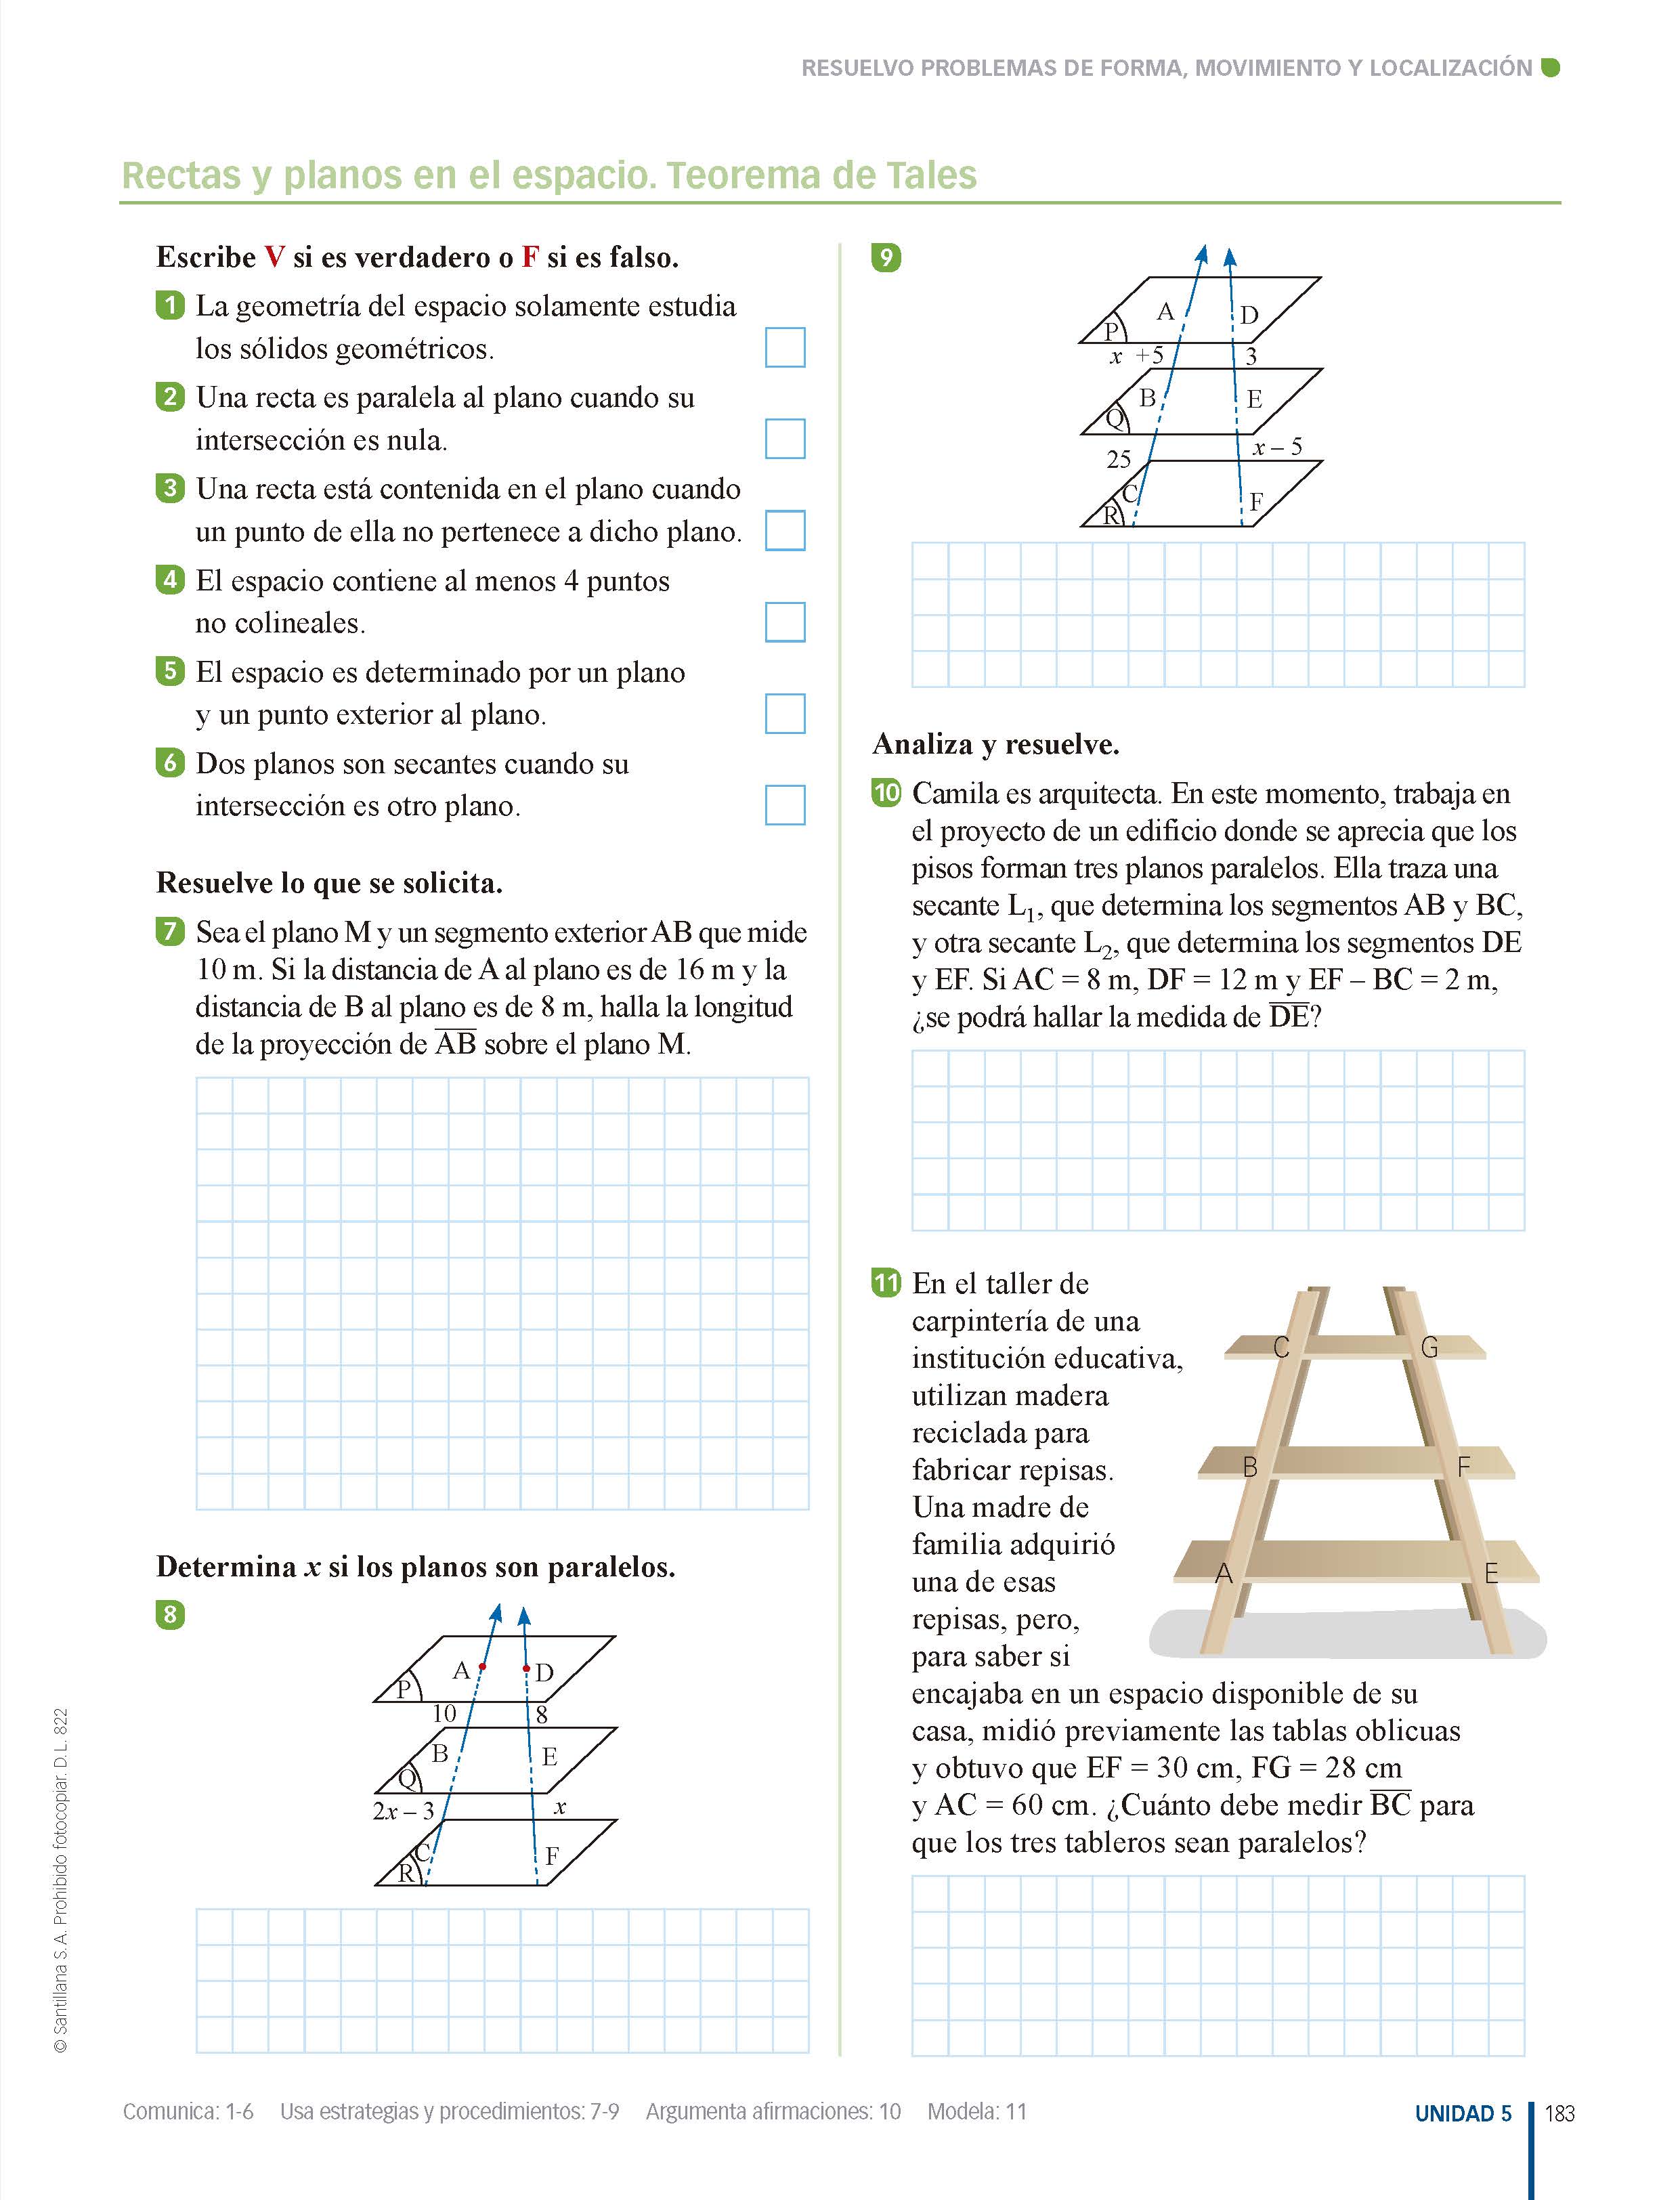 RESUELVO PROBLEMAS DE FORMA, MOVIMIENTO Y LOCALIZACIÓN
Rectas y planos en el espacio. Teorema de Tales
Escribe V si es verdadero o F si es falso.
1 La geometría del espacio solamente estudia
los sólidos geométricos.
2 Una recta es paralela al plano cuando su
intersección es nula.
3 Una recta está contenida en el plano cuando
un punto de ella no pertenece a dicho plano.
4 El espacio contiene al menos 4 puntos
no colineales.
5 El espacio es determinado por un plano
y un punto exterior al plano.
6 Dos planos son secantes cuando su
intersección es otro plano.
Resuelve lo que se solicita.
7 Sea el plano M y un segmento exterior AB que mide
10 m. Si la distancia de A al plano es de 16 m y la
distancia de B al plano es de 8 m, halla la longitud
de la proyección de A̅B̅ sobre el plano M.
Determina x si los planos son paralelos.
8
A D
P
10 8
B E
Q
2x – 3 x
C F
R
9
A D
P
x +5 3
B E
Q
x – 5
25
C F
R
Analiza y resuelve.
10 Camila es arquitecta. En este momento, trabaja en
el proyecto de un edificio donde se aprecia que los
pisos forman tres planos paralelos. Ella traza una
secante L₁, que determina los segmentos AB y BC,
y otra secante L₂, que determina los segmentos DE
y EF. Si AC = 8 m, DF = 12 m y EF – BC = 2 m,
¿se podrá hallar la medida de D̅E̅?
11 En el taller de
carpintería de una
institución educativa,
utilizan madera
reciclada para
fabricar repisas.
Una madre de
familia adquirió
una de esas
repisas, pero,
para saber si
encajaba en un espacio disponible de su
casa, midió previamente las tablas oblicuas
y obtuvo que EF = 30 cm, FG = 28 cm
y AC = 60 cm. ¿Cuánto debe medir B̅C̅ para
que los tres tableros sean paralelos?
C G
B F
A E
© Santillana S.A. Prohibido fotocopiar. D.L. 822
Comunica: 1-6 Usa estrategias y procedimientos: 7-9 Argumenta afirmaciones: 10 Modela: 11
UNIDAD 5 183